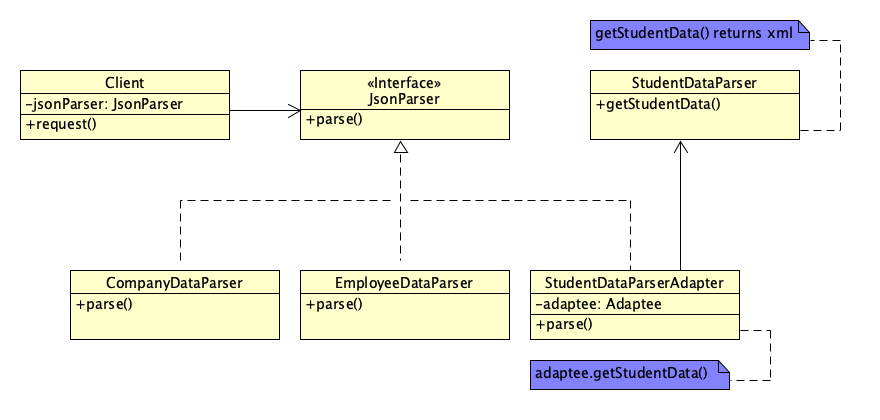 getStudentData() returns xml
Client
-jsonParser: JsonParser
+request()
«Interface»
JsonParser
+parse()
StudentDataParser
+getStudentData()
CompanyDataParser
+parse()
EmployeeDataParser
+parse()
StudentDataParserAdapter
-adaptee: Adaptee
+parse()
adaptee.getStudentData()